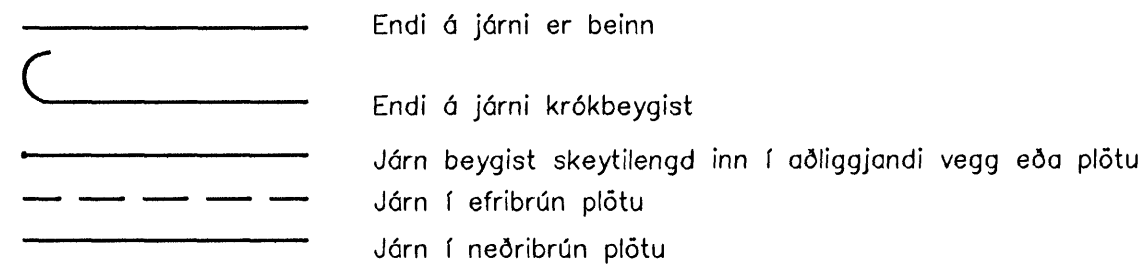 Endi á járni er beinn
Endi á járni krókbeygist
Járn beygist skeytilengd inn í aðliggjandi vegg eða plötu
Járn í efribrún plötu
Járn í neðribrún plötu